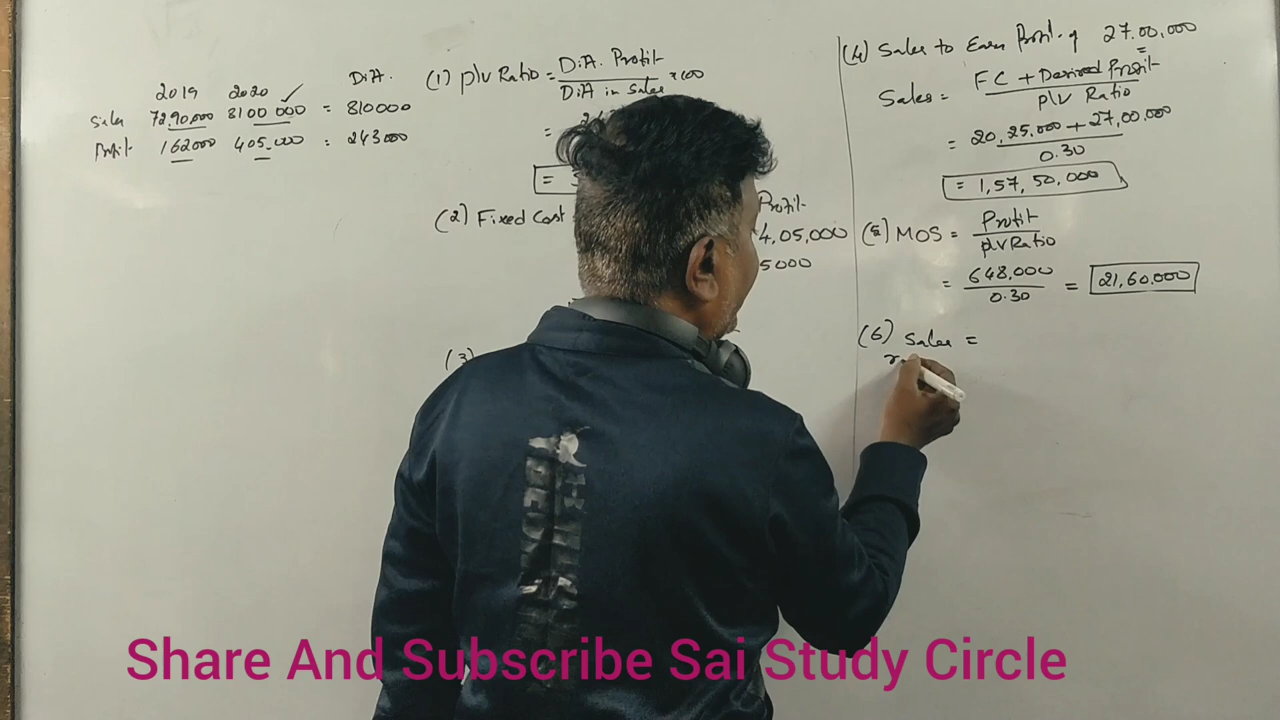 2019 2020 Diff.
Sales 7290,000 8100 000 = 810000
Profit 162000 405,000 : 243000
(1) P/V Ratio = Diff. Profit
Diff in Sales × 100
=
=
(2) Fixed Cost
Profit
4,05,000
5000
(3)
(4) Sales to Earn Profit of 27,00,000
Sales = FC + Desired Profit
P/V Ratio
= 20,25,000 + 27,00,000
0.30
= 1,57,50,000
(5) MOS = Profit
P/V Ratio
= 648,000 = 21,60,000
0.30
(6) Sales =
Share And Subscribe Sai Study Circle